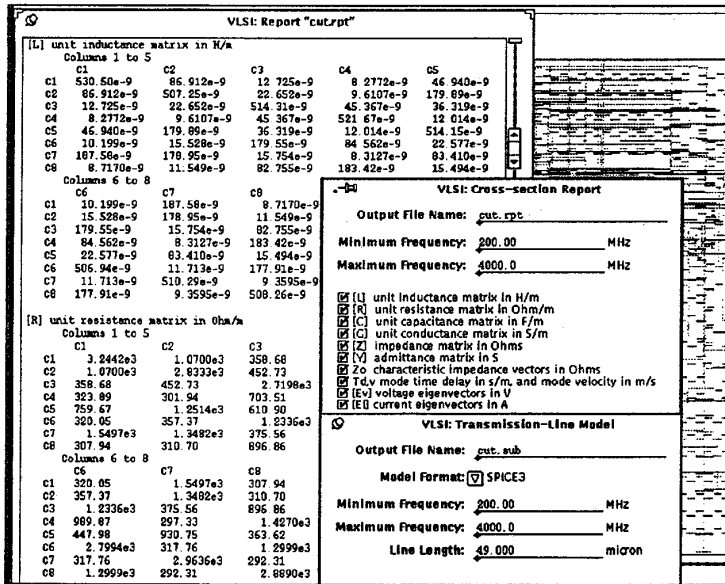 VLSI: Report "cut.rpt"
[L] unit inductance matrix in H/m
Columns 1 to 5
C1 C2 C3 C4 C5
C1 530.50e-9 86.912e-9 12.725e-9 8.2772e-9 46.940e-9
C2 86.912e-9 507.25e-9 22.652e-9 9.6107e-9 179.89e-9
C3 12.725e-9 22.652e-9 514.31e-9 45.367e-9 36.319e-9
C4 8.2772e-9 9.6107e-9 45.367e-9 521.67e-9 12.014e-9
C5 46.940e-9 179.89e-9 36.319e-9 12.014e-9 514.15e-9
C6 10.199e-9 15.528e-9 179.55e-9 84.562e-9 22.577e-9
C7 187.58e-9 178.95e-9 15.754e-9 8.3127e-9 83.410e-9
C8 8.7170e-9 11.549e-9 82.755e-9 183.42e-9 15.494e-9
Columns 6 to 8
C6 C7 C8
C1 10.199e-9 187.58e-9 8.7170e-9
C2 15.528e-9 178.95e-9 11.549e-9
C3 179.55e-9 15.754e-9 82.755e-9
C4 84.562e-9 8.3127e-9 183.42e-9
C5 22.577e-9 83.410e-9 15.494e-9
C6 506.94e-9 11.713e-9 177.91e-9
C7 11.713e-9 510.29e-9 9.3595e-9
C8 177.91e-9 9.3595e-9 508.26e-9
[R] unit resistance matrix in Ohm/m
Columns 1 to 5
C1 C2 C3
C1 3.2442e3 1.0700e3 358.68
C2 1.0700e3 2.8333e3 452.73
C3 358.68 452.73 2.7198e3
C4 323.89 301.94 703.51
C5 759.67 1.2514e3 610.90
C6 320.05 357.37 1.2336e3
C7 1.5497e3 1.3482e3 375.56
C8 307.94 310.70 896.86
Columns 6 to 8
C6 C7 C8
C1 320.05 1.5497e3 307.94
C2 357.37 1.3482e3 310.70
C3 1.2336e3 375.56 896.86
C4 989.87 297.33 1.4270e3
C5 447.98 930.75 363.62
C6 2.7994e3 317.76 1.2999e3
C7 317.76 2.9636e3 292.31
C8 1.2999e3 292.31 2.8890e3
VLSI: Cross-section Report
Output File Name: cut.rpt
Minimum Frequency: 200.00 MHz
Maximum Frequency: 4000.0 MHz
[L] unit inductance matrix in H/m
[R] unit resistance matrix in Ohm/m
[C] unit capacitance matrix in F/m
[G] unit conductance matrix in S/m
[Z] impedance matrix in Ohms
[Y] admittance matrix in S
Zo characteristic impedance vectors in Ohms
Td,v mode time delay in s/m, and mode velocity in m/s
[Ev] voltage eigenvectors in V
[EI] current eigenvectors in A
VLSI: Transmission-Line Model
Output File Name: cut.sub
Model Format: SPICE3
Minimum Frequency: 200.00 MHz
Maximum Frequency: 4000.0 MHz
Line Length: 49.000 micron